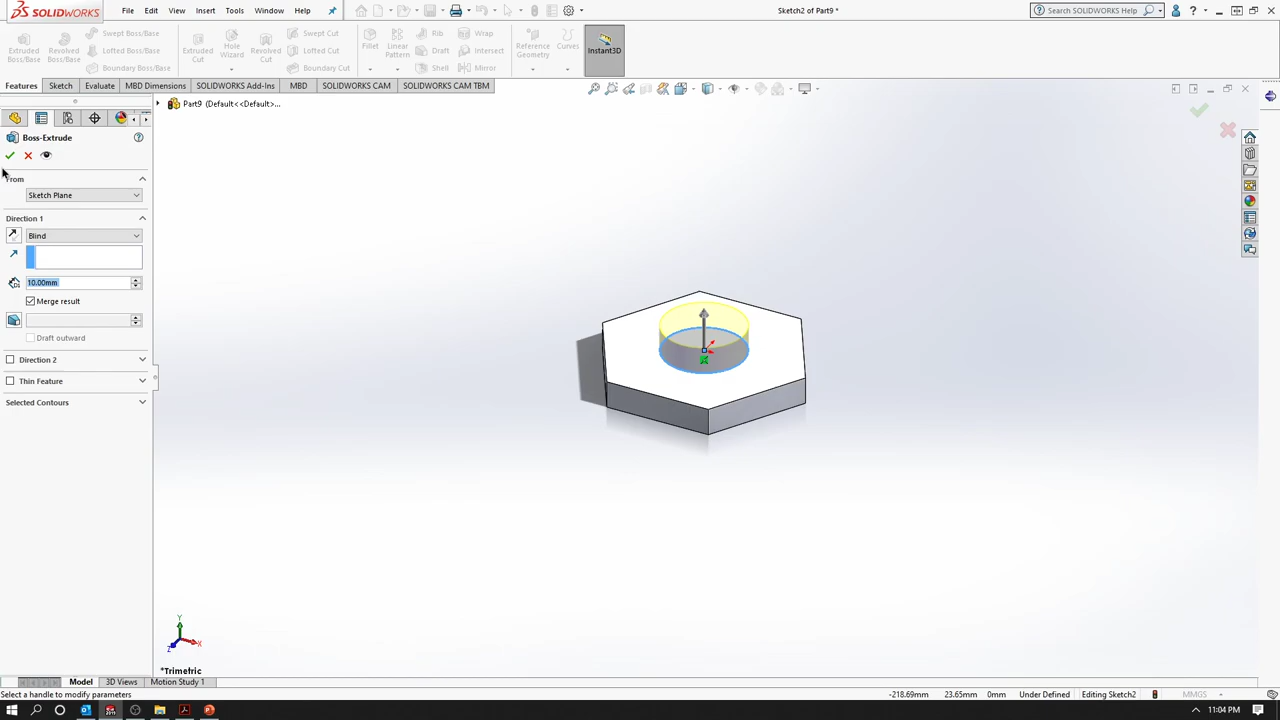 SOLIDWORKS
File Edit View Insert Tools Window Help
Sketch2 of Part9 *
Search SOLIDWORKS Help
Extruded Boss/Base
Revolved Boss/Base
Swept Boss/Base
Lofted Boss/Base
Boundary Boss/Base
Extruded Cut
Hole Wizard
Revolved Cut
Swept Cut
Lofted Cut
Boundary Cut
Fillet
Linear Pattern
Rib
Draft
Shell
Wrap
Intersect
Mirror
Reference Geometry
Curves
Instant3D
Features Sketch Evaluate MBD Dimensions SOLIDWORKS Add-Ins MBD SOLIDWORKS CAM SOLIDWORKS CAM TBM
Part9 (Default<<Default>...
Boss-Extrude
From
Sketch Plane
Direction 1
Blind
10.00mm
Merge result
Draft outward
Direction 2
Thin Feature
Selected Contours
Y
X
Z
*Trimetric
Model 3D Views Motion Study 1
Select a handle to modify parameters
-218.69mm 23.65mm 0mm Under Defined Editing Sketch2 MMGS
11:04 PM